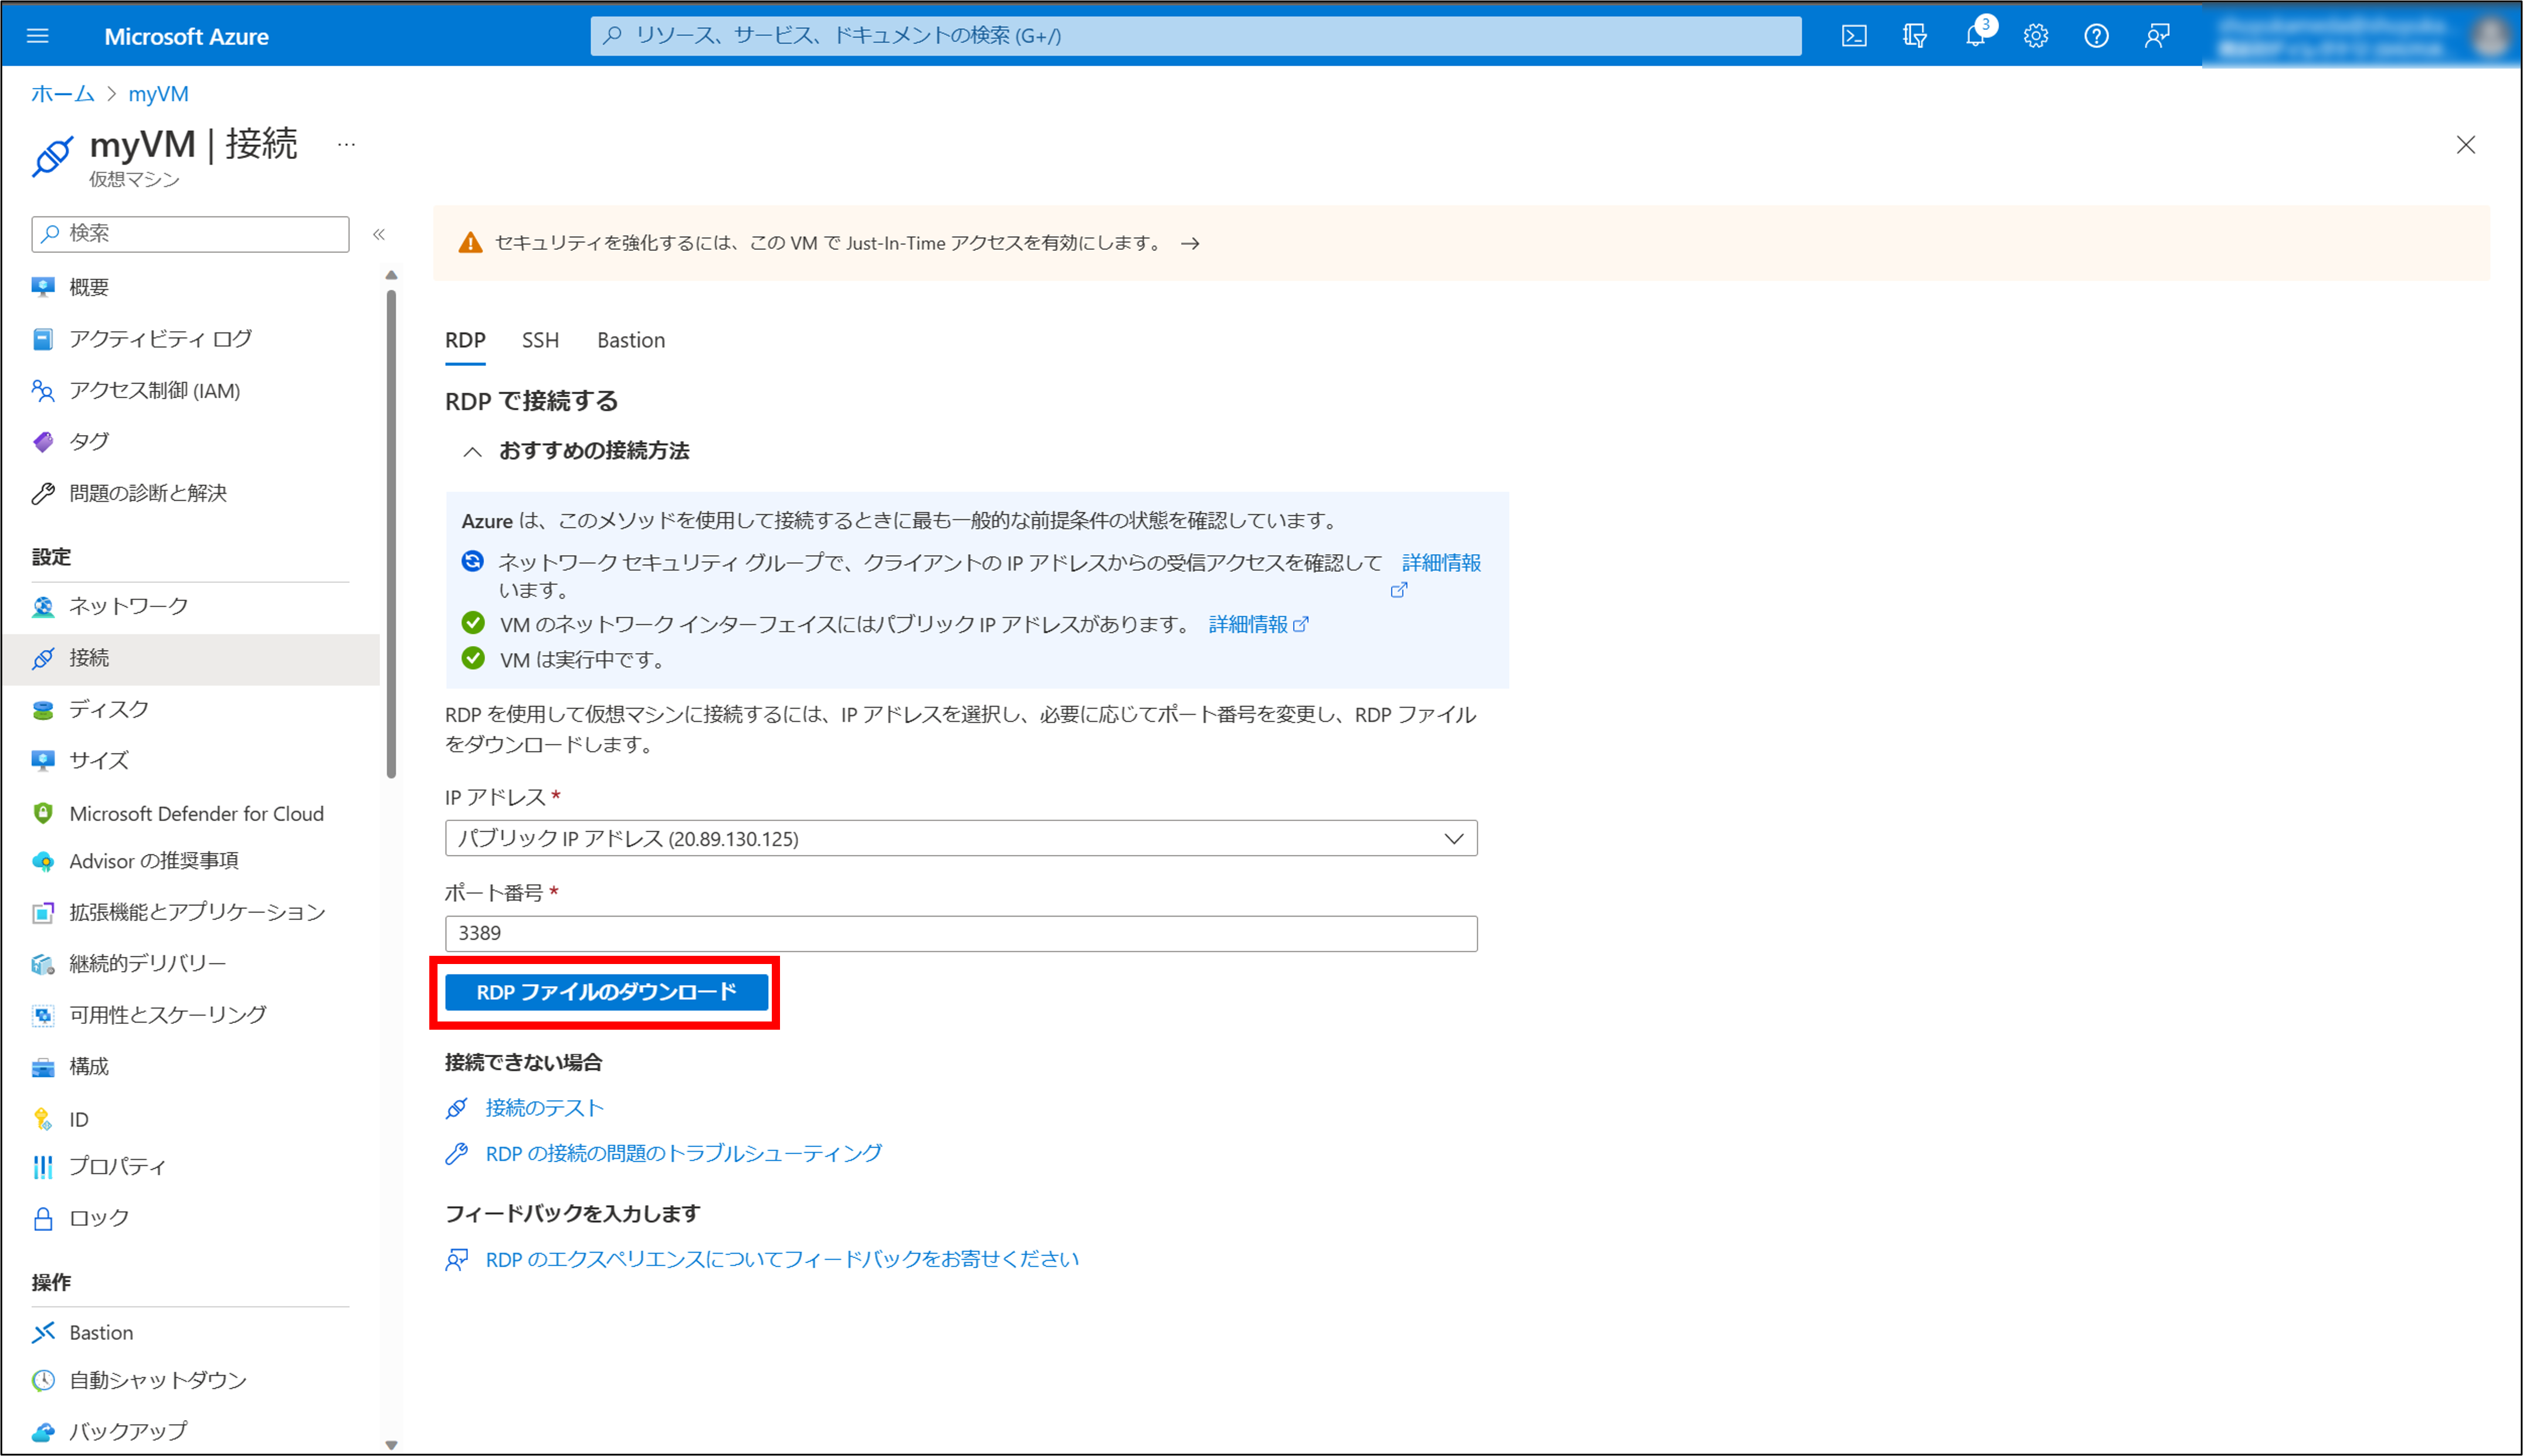 Microsoft Azure
リソース、サービス、ドキュメントの検索 (G+/)
3
ホーム > myVM
myVM | 接続 …
仮想マシン
検索
«
概要
アクティビティ ログ
アクセス制御 (IAM)
タグ
問題の診断と解決
設定
ネットワーク
接続
ディスク
サイズ
Microsoft Defender for Cloud
Advisor の推奨事項
拡張機能とアプリケーション
継続的デリバリー
可用性とスケーリング
構成
ID
プロパティ
ロック
操作
Bastion
自動シャットダウン
バックアップ
セキュリティを強化するには、この VM で Just-In-Time アクセスを有効にします。 →
RDP SSH Bastion
RDP で接続する
おすすめの接続方法
Azure は、このメソッドを使用して接続するときに最も一般的な前提条件の状態を確認しています。
ネットワーク セキュリティ グループで、クライアントの IP アドレスからの受信アクセスを確認して 詳細情報
います。
VM のネットワーク インターフェイスにはパブリック IP アドレスがあります。 詳細情報
VM は実行中です。
RDP を使用して仮想マシンに接続するには、IP アドレスを選択し、必要に応じてポート番号を変更し、RDP ファイル
をダウンロードします。
IP アドレス *
パブリック IP アドレス (20.89.130.125)
ポート番号 *
3389
RDP ファイルのダウンロード
接続できない場合
接続のテスト
RDP の接続の問題のトラブルシューティング
フィードバックを入力します
RDP のエクスペリエンスについてフィードバックをお寄せください